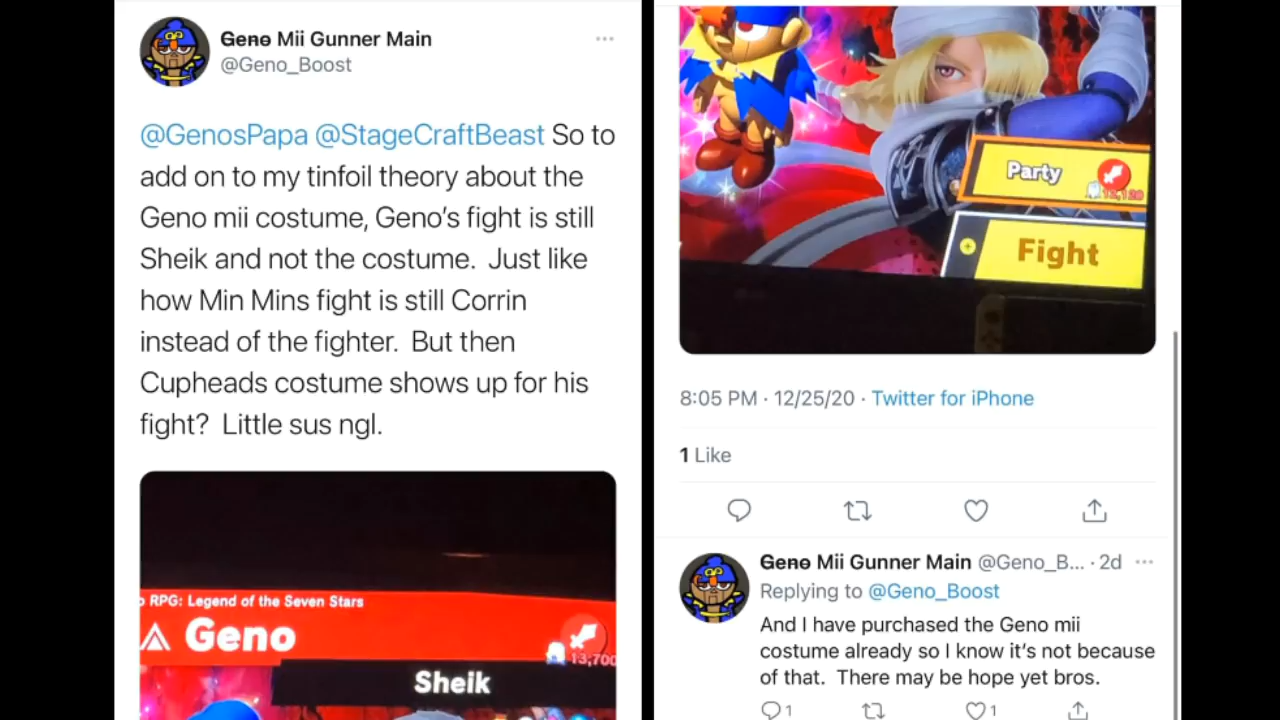 Geno Mii Gunner Main
@Geno_Boost
@GenosPapa @StageCraftBeast So to
add on to my tinfoil theory about the
Geno mii costume, Geno’s fight is still
Sheik and not the costume. Just like
how Min Mins fight is still Corrin
instead of the fighter. But then
Cupheads costume shows up for his
fight? Little sus ngl.
RPG: Legend of the Seven Stars
Geno
13,700
Sheik
Party
Fight
8:05 PM · 12/25/20 · Twitter for iPhone
1 Like
Geno Mii Gunner Main @Geno_B... · 2d
Replying to @Geno_Boost
And I have purchased the Geno mii
costume already so I know it’s not because
of that. There may be hope yet bros.
1
1